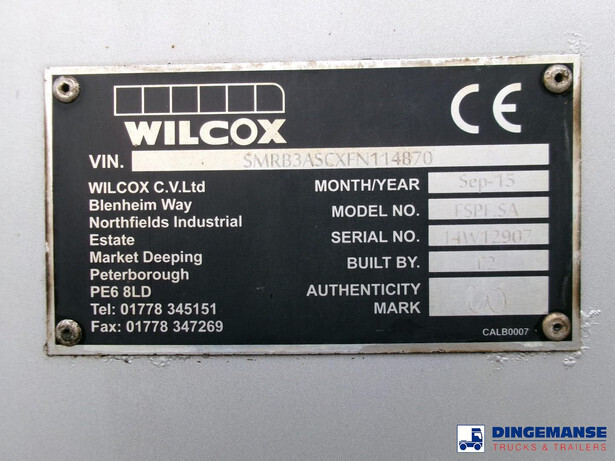 WILCOX
CE
VIN. SMRB3ASCXFN114870
WILCOX C.V.Ltd
Blenheim Way
Northfields Industrial
Estate
Market Deeping
Peterborough
PE6 8LD
Tel: 01778 345151
Fax: 01778 347269
MONTH/YEAR Sep-15
MODEL NO.
SERIAL NO. 14W12907
BUILT BY.
AUTHENTICITY
MARK
CALB0007
DINGEMANSE
TRUCKS & TRAILERS